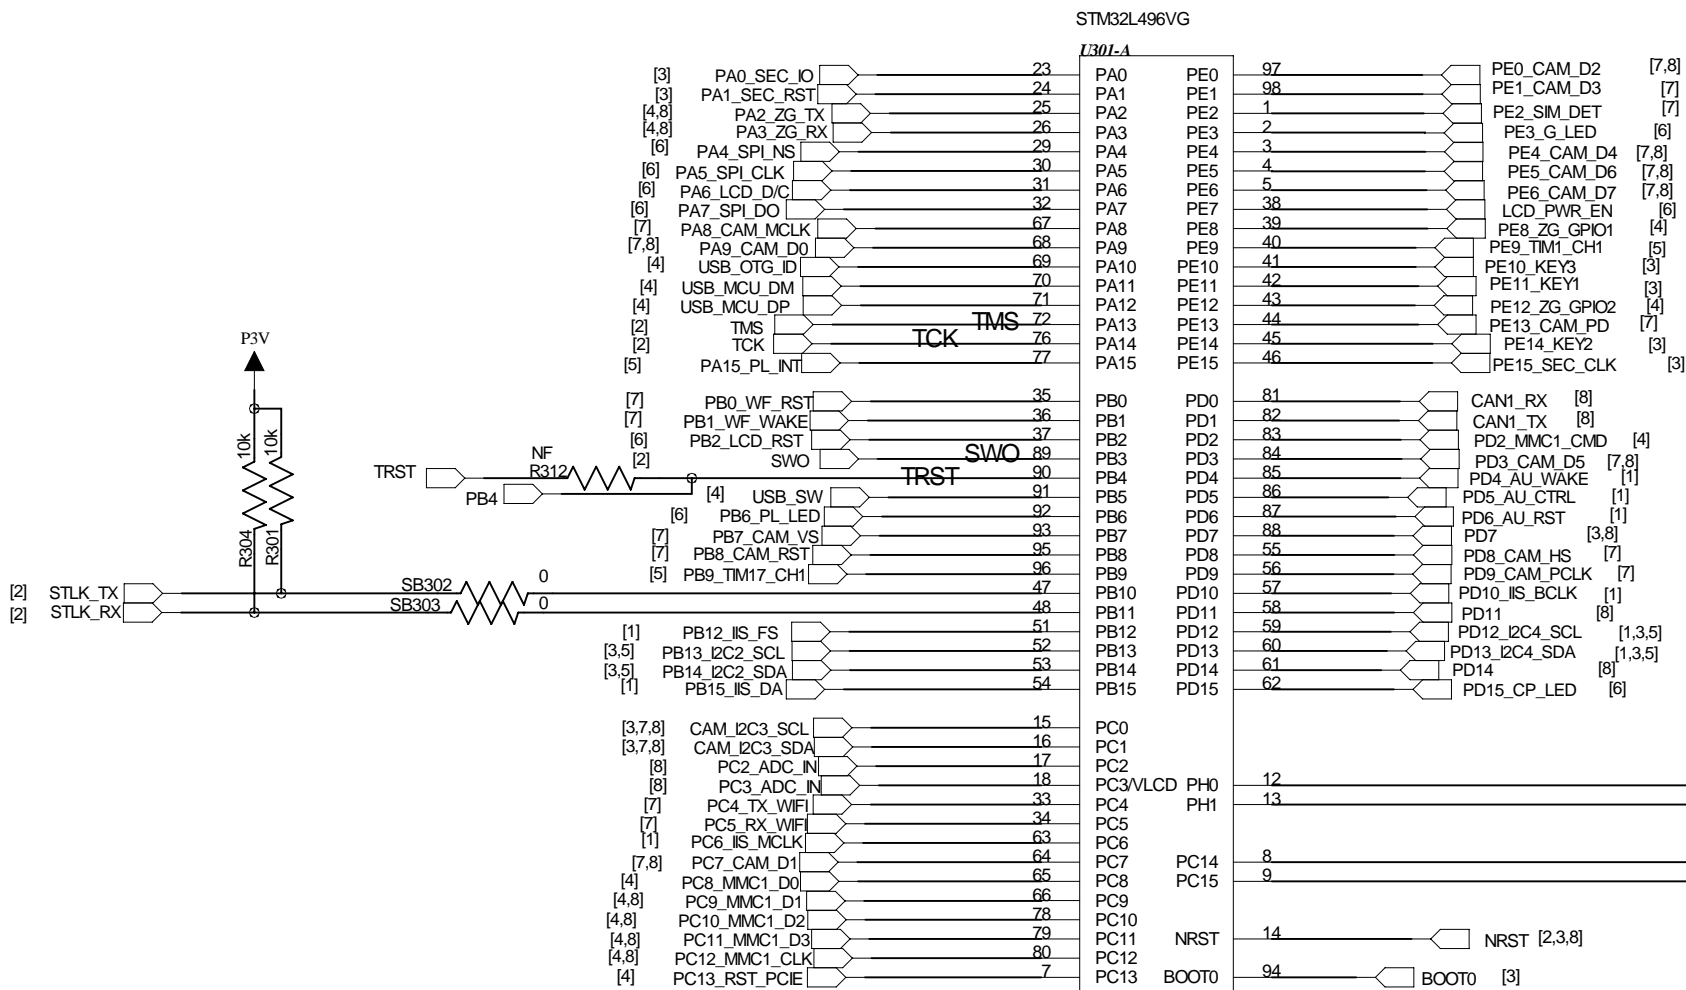 STM32L496VG
U301-A
[3] PA0_SEC_IO 23 PA0 PE0 97 PE0_CAM_D2 [7,8]
[3] PA1_SEC_RST 24 PA1 PE1 98 PE1_CAM_D3 [7]
[4,8] PA2_ZG_TX 25 PA2 PE2 1 PE2_SIM_DET [7]
[4,8] PA3_ZG_RX 26 PA3 PE3 2 PE3_G_LED [6]
[6] PA4_SPI_NS 29 PA4 PE4 3 PE4_CAM_D4 [7,8]
[6] PA5_SPI_CLK 30 PA5 PE5 4 PE5_CAM_D6 [7,8]
[6] PA6_LCD_D/C 31 PA6 PE6 5 PE6_CAM_D7 [7,8]
[6] PA7_SPI_DO 32 PA7 PE7 38 LCD_PWR_EN [6]
[7] PA8_CAM_MCLK 67 PA8 PE8 39 PE8_ZG_GPIO1 [4]
[7,8] PA9_CAM_D0 68 PA9 PE9 40 PE9_TIM1_CH1 [5]
[4] USB_OTG_ID 69 PA10 PE10 41 PE10_KEY3 [3]
[4] USB_MCU_DM 70 PA11 PE11 42 PE11_KEY1 [3]
[4] USB_MCU_DP 71 PA12 PE12 43 PE12_ZG_GPIO2 [4]
[2] TMS TMS 72 PA13 PE13 44 PE13_CAM_PD [7]
P3V [2] TCK TCK 76 PA14 PE14 45 PE14_KEY2 [3]
[5] PA15_PL_INT 77 PA15 PE15 46 PE15_SEC_CLK [3]
[7] PB0_WF_RST 35 PB0 PD0 81 CAN1_RX [8]
[7] PB1_WF_WAKE 36 PB1 PD1 82 CAN1_TX [8]
10k 10k [6] PB2_LCD_RST 37 PB2 PD2 83 PD2_MMC1_CMD [4]
NF [2] SWO SWO 89 PB3 PD3 84 PD3_CAM_D5 [7,8]
TRST R312 TRST 90 PB4 PD4 85 PD4_AU_WAKE [1]
PB4 [4] USB_SW 91 PB5 PD5 86 PD5_AU_CTRL [1]
[6] PB6_PL_LED 92 PB6 PD6 87 PD6_AU_RST [1]
[7] PB7_CAM_VS 93 PB7 PD7 88 PD7 [3,8]
R304 R301 [7] PB8_CAM_RST 95 PB8 PD8 55 PD8_CAM_HS [7]
[5] PB9_TIM17_CH1 96 PB9 PD9 56 PD9_CAM_PCLK [7]
[2] STLK_TX SB302 0 47 PB10 PD10 57 PD10_IIS_BCLK [1]
[2] STLK_RX SB303 0 48 PB11 PD11 58 PD11 [8]
[1] PB12_IIS_FS 51 PB12 PD12 59 PD12_I2C4_SCL [1,3,5]
[3,5] PB13_I2C2_SCL 52 PB13 PD13 60 PD13_I2C4_SDA [1,3,5]
[3,5] PB14_I2C2_SDA 53 PB14 PD14 61 PD14 [8]
[1] PB15_IIS_DA 54 PB15 PD15 62 PD15_CP_LED [6]
[3,7,8] CAM_I2C3_SCL 15 PC0
[3,7,8] CAM_I2C3_SDA 16 PC1
[8] PC2_ADC_IN 17 PC2
[8] PC3_ADC_IN 18 PC3/VLCD PH0 12
[7] PC4_TX_WIFI 33 PC4 PH1 13
[7] PC5_RX_WIFI 34 PC5
[1] PC6_IIS_MCLK 63 PC6
[7,8] PC7_CAM_D1 64 PC7 PC14 8
[4] PC8_MMC1_D0 65 PC8 PC15 9
[4,8] PC9_MMC1_D1 66 PC9
[4,8] PC10_MMC1_D2 78 PC10
[4,8] PC11_MMC1_D3 79 PC11 NRST 14 NRST [2,3,8]
[4,8] PC12_MMC1_CLK 80 PC12
[4] PC13_RST_PCIE 7 PC13 BOOT0 94 BOOT0 [3]